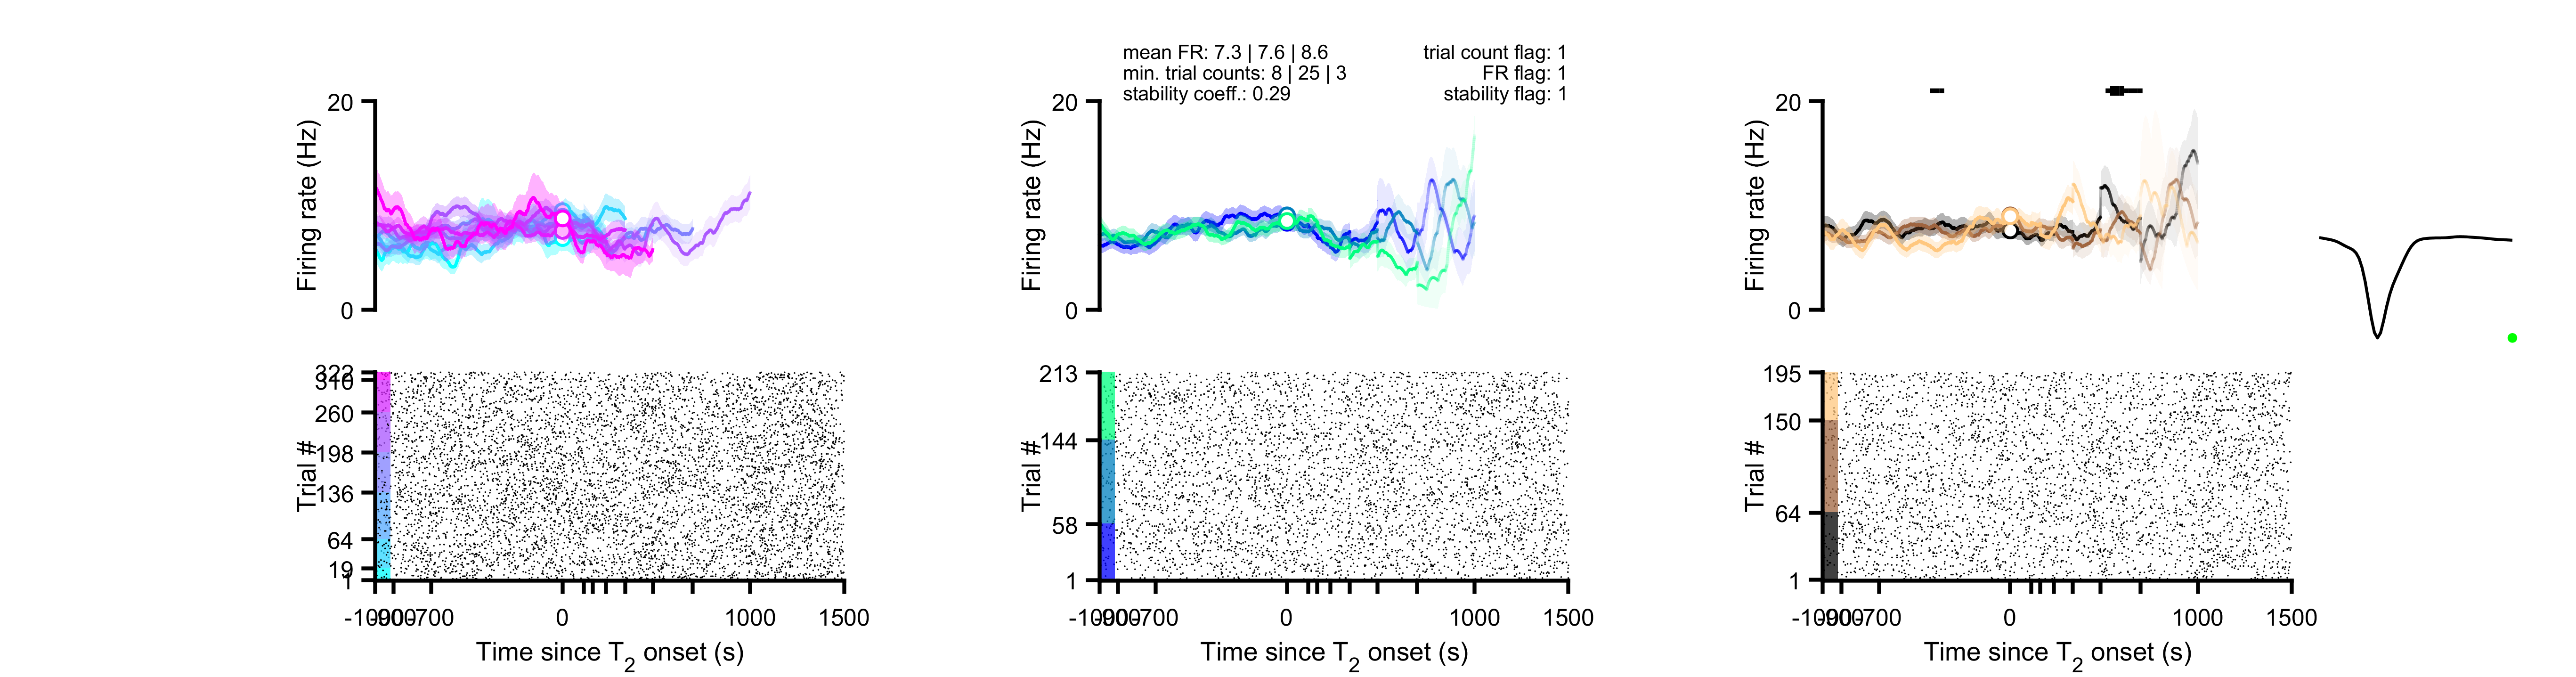 mean FR: 7.3 | 7.6 | 8.6
min. trial counts: 8 | 25 | 3
stability coeff.: 0.29
trial count flag: 1
FR flag: 1
stability flag: 1
20
Firing rate (Hz)
0
20
Firing rate (Hz)
0
20
Firing rate (Hz)
0
322
260
198
136
64
19
1
Trial #
0
1000
1500
Time since T2 onset (s)
213
144
58
1
Trial #
0
1000
1500
Time since T2 onset (s)
195
150
64
1
Trial #
0
1000
1500
Time since T2 onset (s)